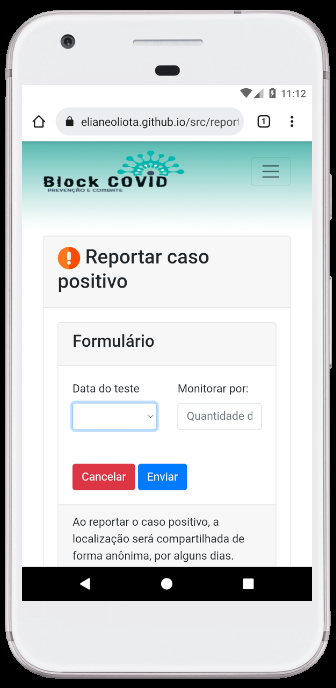 11:12
elianeoliota.github.io/src/report
1
Block COVID
PREVENÇÃO E COMBATE
Reportar caso
positivo
Formulário
Data do teste
Monitorar por:
Quantidade d
Cancelar
Enviar
Ao reportar o caso positivo, a
localização será compartilhada de
forma anônima, por alguns dias.